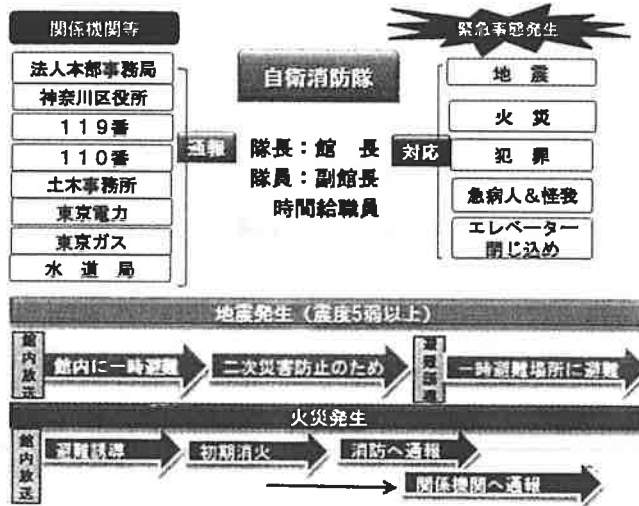 関係機関等
法人本部事務局
神奈川区役所
１１９番
１１０番
土木事務所
東京電力
東京ガス
水道局
通報
自衛消防隊
隊長：館　長
隊員：副館長
時間給職員
対応
緊急事態発生
地　震
火　災
犯　罪
急病人＆怪我
エレベーター
閉じ込め
地震発生（震度5弱以上）
館内放送
館内に一時避難
二次災害防止のため
避難誘導
一時避難場所に避難
火災発生
館内放送
避難誘導
初期消火
消防へ通報
関係機関へ通報